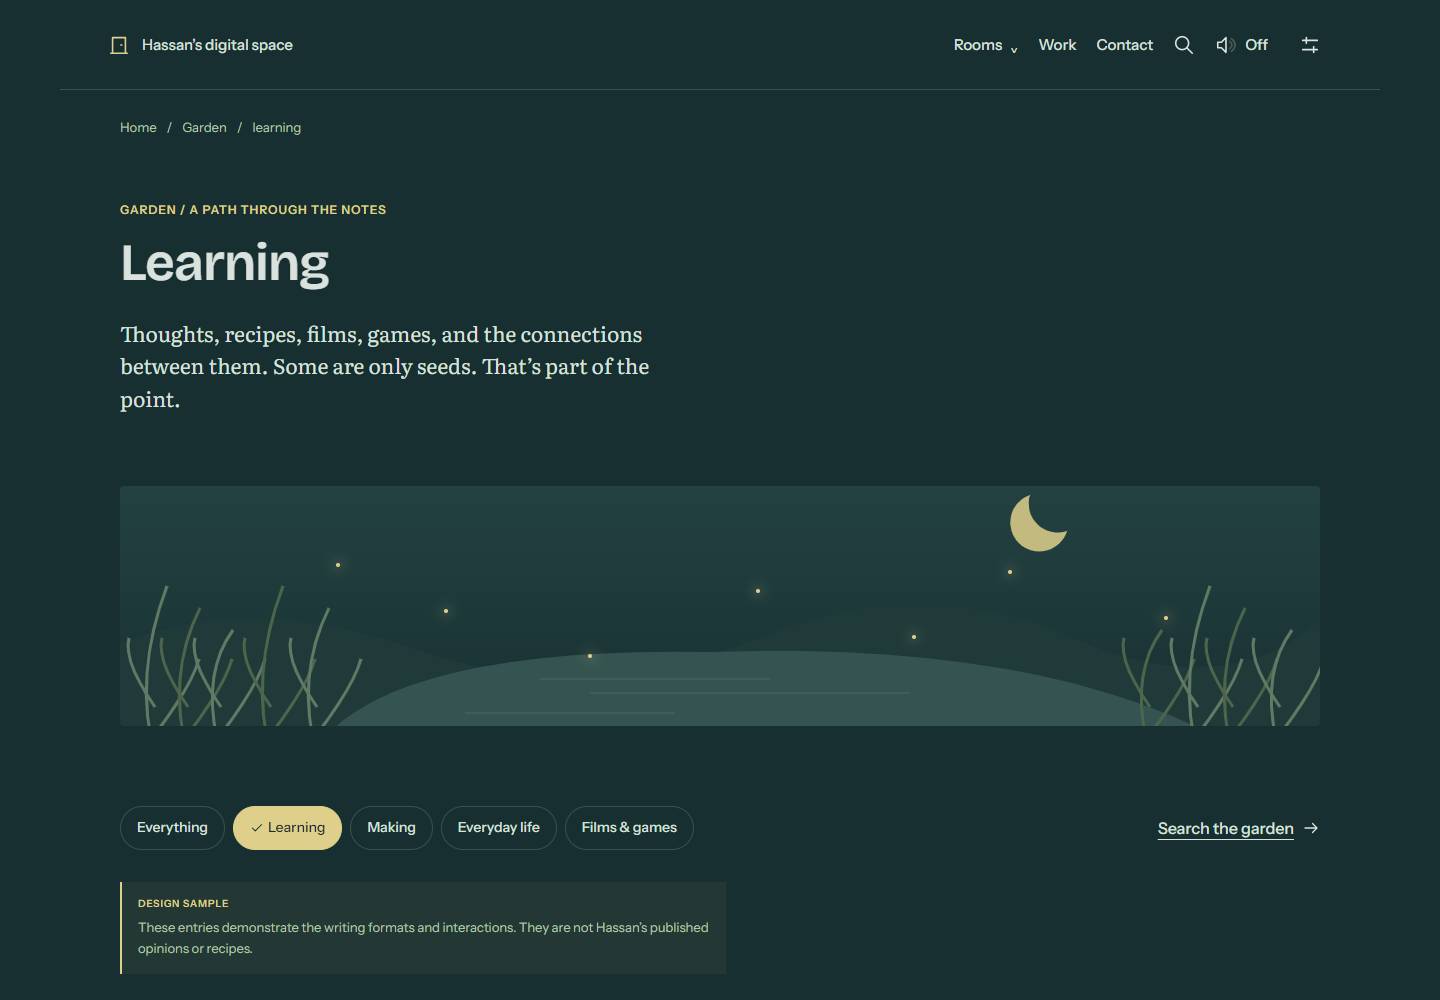 Hassan's digital space
Rooms Work Contact Off
Home / Garden / learning
GARDEN / A PATH THROUGH THE NOTES
Learning
Thoughts, recipes, films, games, and the connections
between them. Some are only seeds. That’s part of the
point.
Everything Learning Making Everyday life Films & games
Search the garden
DESIGN SAMPLE
These entries demonstrate the writing formats and interactions. They are not Hassan's published
opinions or recipes.